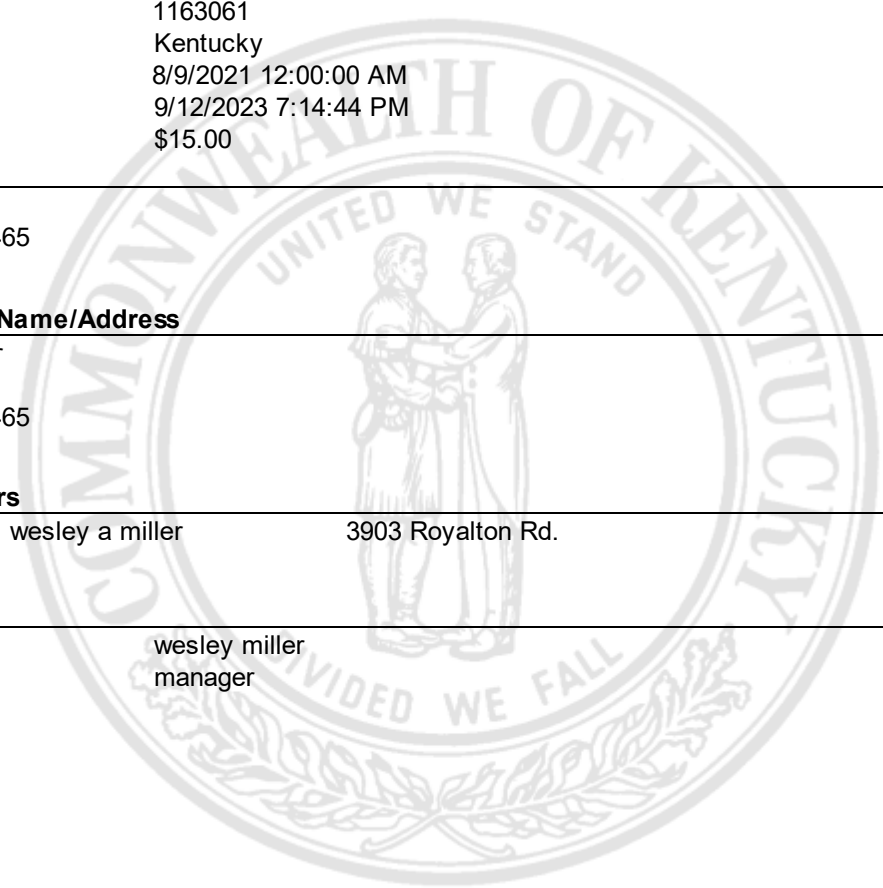 1163061
Kentucky
8/9/2021 12:00:00 AM
9/12/2023 7:14:44 PM
$15.00
65
Name/Address
65
rs
wesley a miller 3903 Royalton Rd.
wesley miller
manager
COMMONWEALTH OF KENTUCKY
UNITED WE STAND
DIVIDED WE FALL